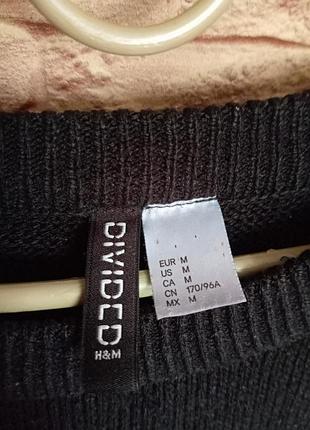 DIVIDED
H&M
EUR M
US M
CA M
CN 170/96A
MX M